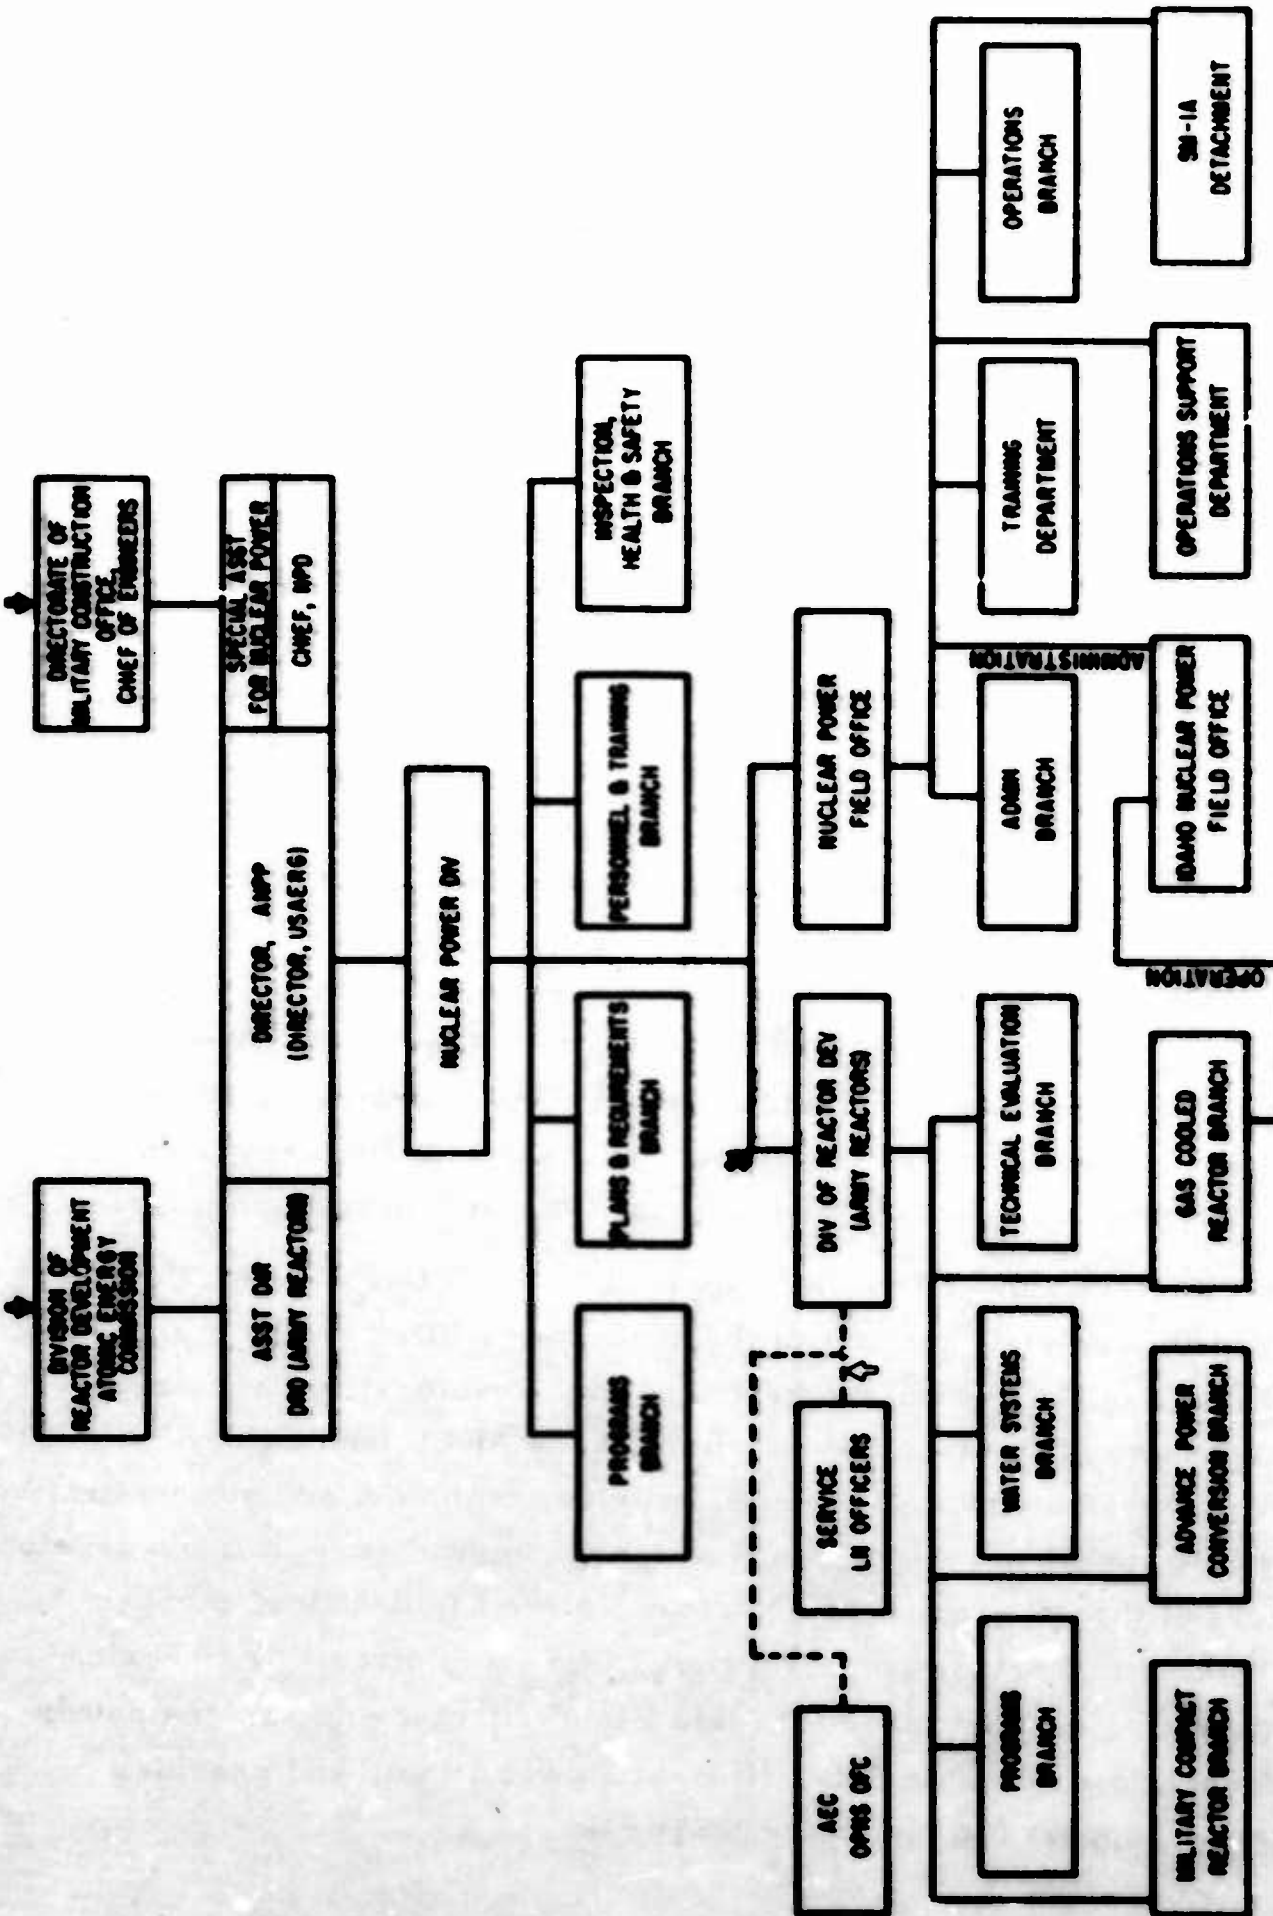 DIVISION OF
REACTOR DEVELOPMENT
ATOMIC ENERGY
COMMISSION
DIRECTORATE OF
MILITARY CONSTRUCTION
OFFICE,
CHIEF OF ENGINEERS
ASST DIR
DRD (ARMY REACTORS)
DIRECTOR, ANPP
(DIRECTOR, USAERG)
SPECIAL ASST
FOR NUCLEAR POWER
CHIEF, NPD
NUCLEAR POWER DIV
PROGRAMS
BRANCH
PLANS & REQUIREMENTS
BRANCH
PERSONNEL & TRAINING
BRANCH
INSPECTION,
HEALTH & SAFETY
BRANCH
AEC
OPNS OFC
SERVICE
LN OFFICERS
DIV OF REACTOR DEV
(ARMY REACTORS)
NUCLEAR POWER
FIELD OFFICE
PROGRAMS
BRANCH
WATER SYSTEMS
BRANCH
TECHNICAL EVALUATION
BRANCH
ADMIN
BRANCH
TRAINING
DEPARTMENT
OPERATIONS
BRANCH
ADMINISTRATION
OPERATION
MILITARY COMPACT
REACTOR BRANCH
ADVANCE POWER
CONVERSION BRANCH
GAS COOLED
REACTOR BRANCH
IDAHO NUCLEAR POWER
FIELD OFFICE
OPERATIONS SUPPORT
DEPARTMENT
SM-1A
DETACHMENT